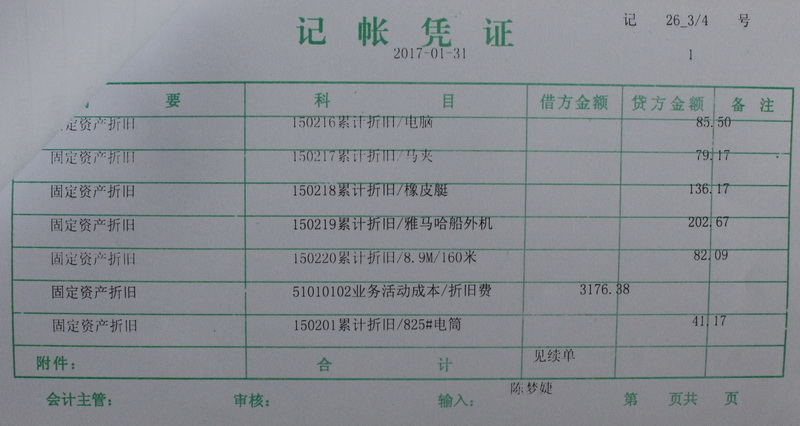 记帐凭证
记 26_3/4 号
2017-01-31
1
要 科目 借方金额 贷方金额 备注
固定资产折旧 150216累计折旧/电脑 85.50
固定资产折旧 150217累计折旧/马夹 79.17
固定资产折旧 150218累计折旧/橡皮艇 136.17
固定资产折旧 150219累计折旧/雅马哈船外机 202.67
固定资产折旧 150220累计折旧/8.9M/160米 82.09
固定资产折旧 51010102业务活动成本/折旧费 3176.38
固定资产折旧 150201累计折旧/825#电筒 41.17
附件： 合计 见续单
会计主管： 审核： 输入： 陈梦婕 第 页共 页